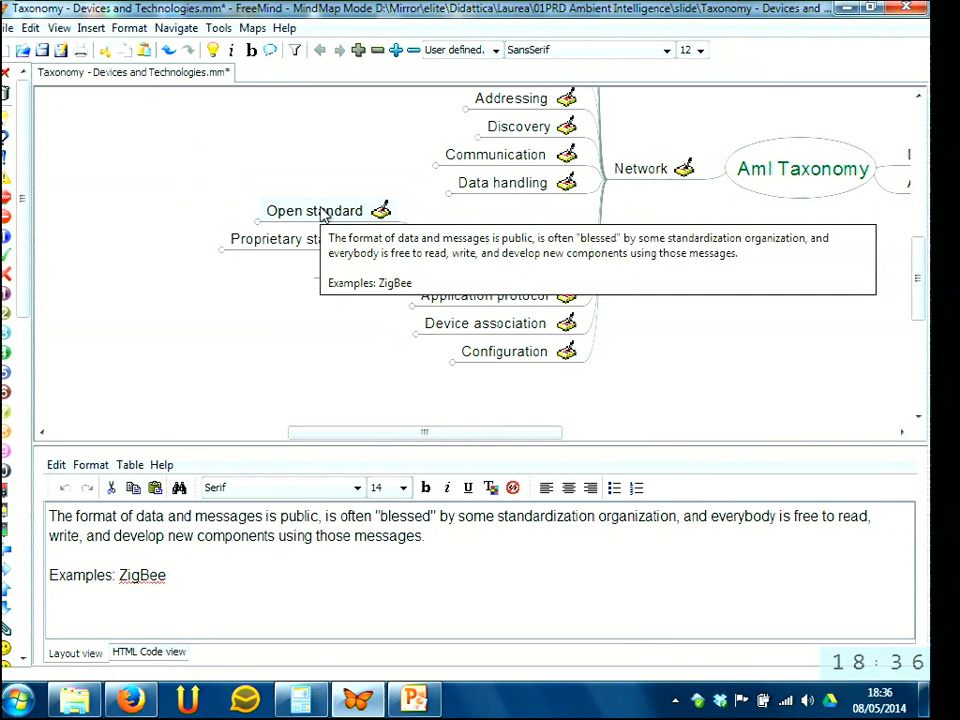 Taxonomy - Devices and Technologies.mm* - FreeMind - MindMap Mode D:\Mirror\elite\Didattica\Laurea\01PRD Ambient Intelligence\slide\Taxonomy - Devices and ...
Edit View Insert Format Navigate Tools Maps Help
User defined. SansSerif 12
Taxonomy - Devices and Technologies.mm*
Addressing
Discovery
Communication
Network
AmI Taxonomy
Data handling
Open standard
Proprietary sta
The format of data and messages is public, is often "blessed" by some standardization organization, and
everybody is free to read, write, and develop new components using those messages.
Examples: ZigBee
Application protocol
Device association
Configuration
Edit Format Table Help
Serif 14
The format of data and messages is public, is often "blessed" by some standardization organization, and everybody is free to read,
write, and develop new components using those messages.
Examples: ZigBee
Layout view HTML Code view
18:36
18:36
08/05/2014